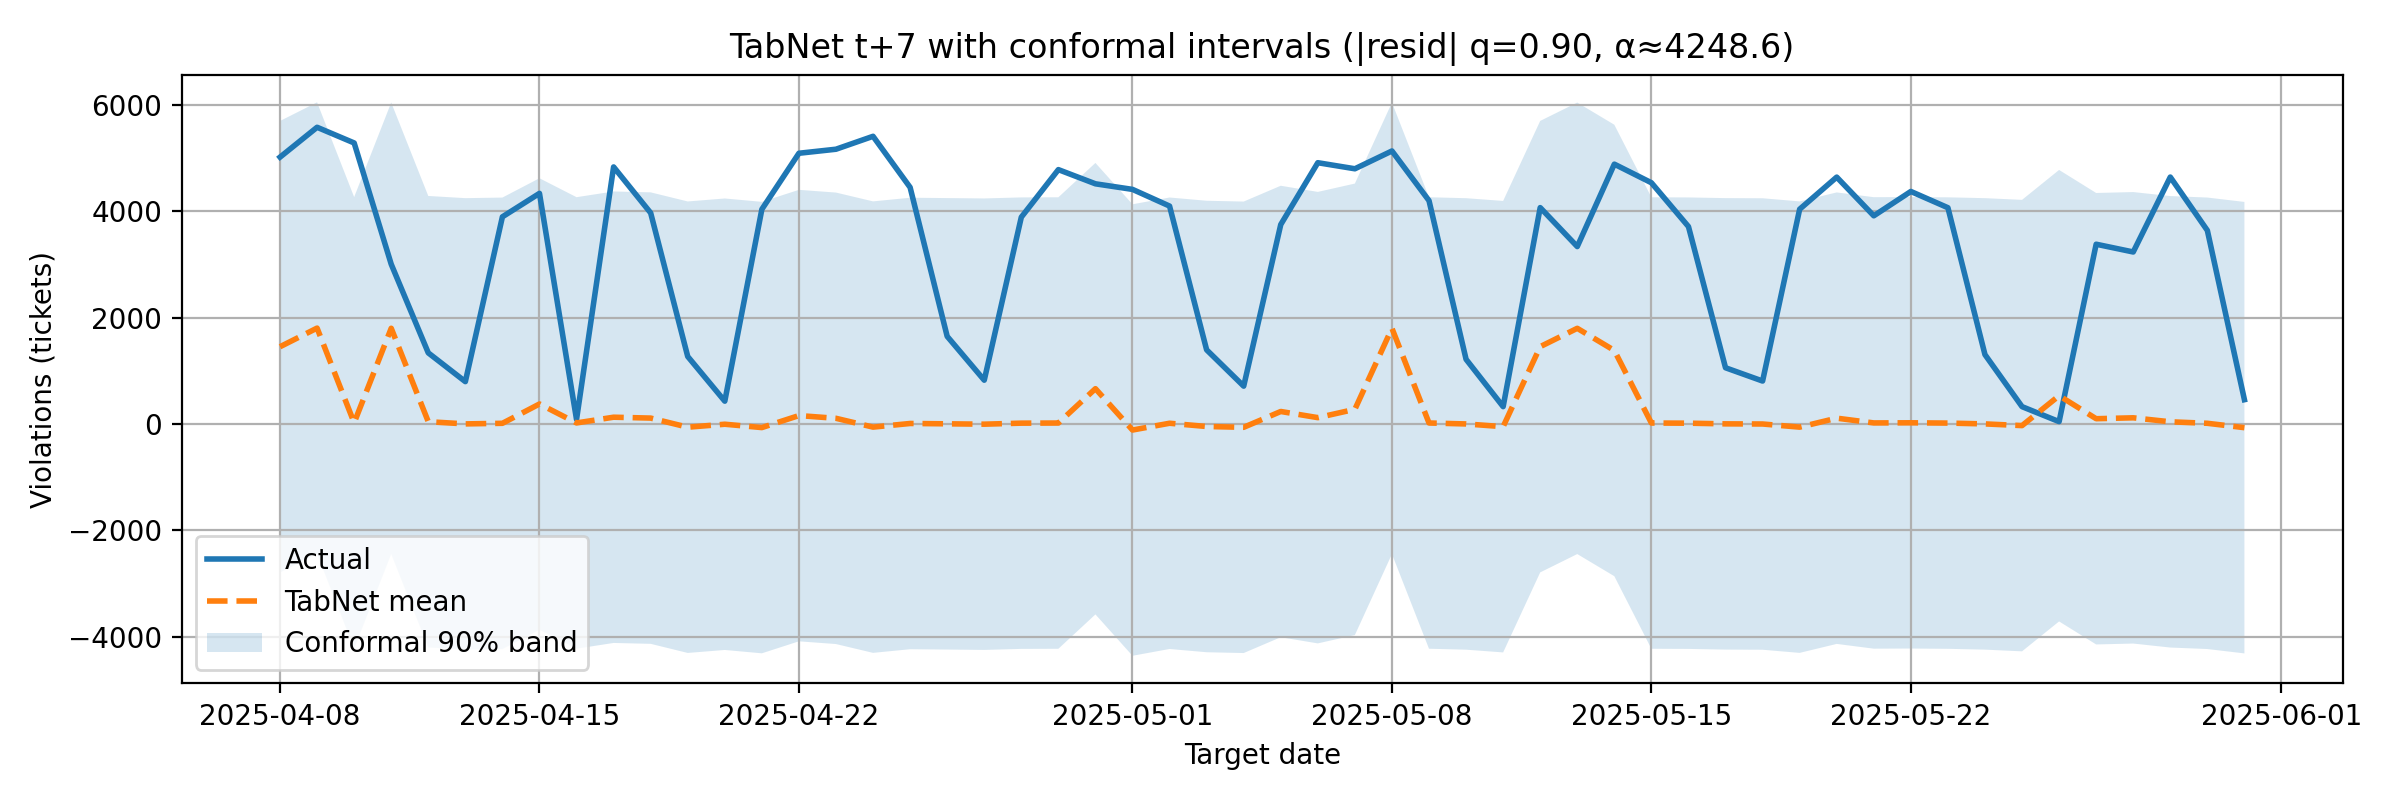 TabNet t+7 with conformal intervals (|resid| q=0.90, α≈4248.6)
Violations (tickets)
6000
4000
2000
0
−2000
−4000
Actual
TabNet mean
Conformal 90% band
2025-04-08
2025-04-15
2025-04-22
2025-05-01
2025-05-08
2025-05-15
2025-05-22
2025-06-01
Target date